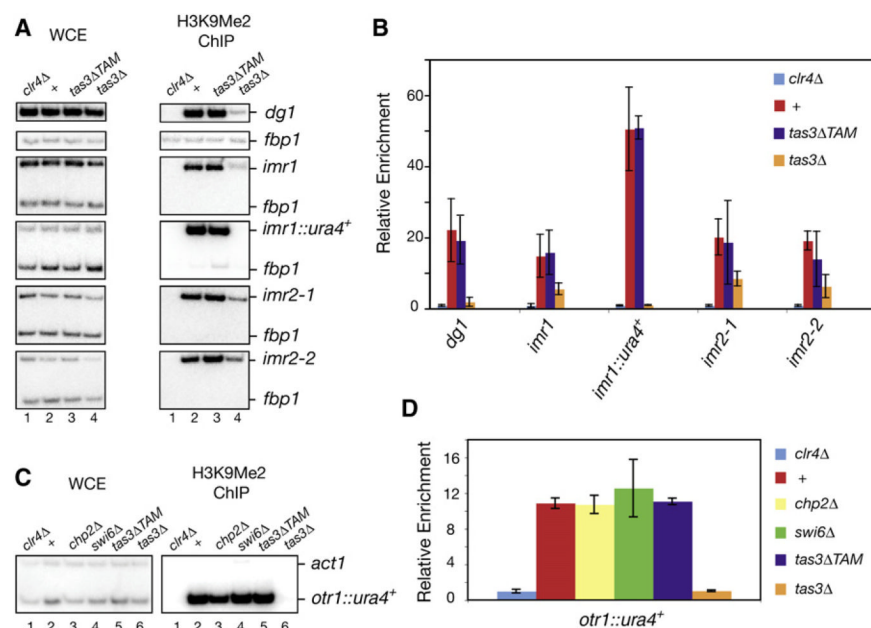 A
WCE
H3K9Me2
ChIP
clr4Δ + tas3ΔTAM tas3Δ
clr4Δ + tas3ΔTAM tas3Δ
dg1
fbp1
imr1
fbp1
imr1::ura4+
fbp1
imr2-1
fbp1
imr2-2
fbp1
1 2 3 4
1 2 3 4
B
Relative Enrichment
60
40
20
0
clr4Δ
+
tas3ΔTAM
tas3Δ
dg1
imr1
imr1::ura4+
imr2-1
imr2-2
C
WCE
H3K9Me2
ChIP
clr4Δ + chp2Δ swi6Δ tas3ΔTAM tas3Δ
clr4Δ + chp2Δ swi6Δ tas3ΔTAM tas3Δ
act1
otr1::ura4+
1 2 3 4 5 6
1 2 3 4 5 6
D
Relative Enrichment
16
12
8
4
0
otr1::ura4+
clr4Δ
+
chp2Δ
swi6Δ
tas3ΔTAM
tas3Δ